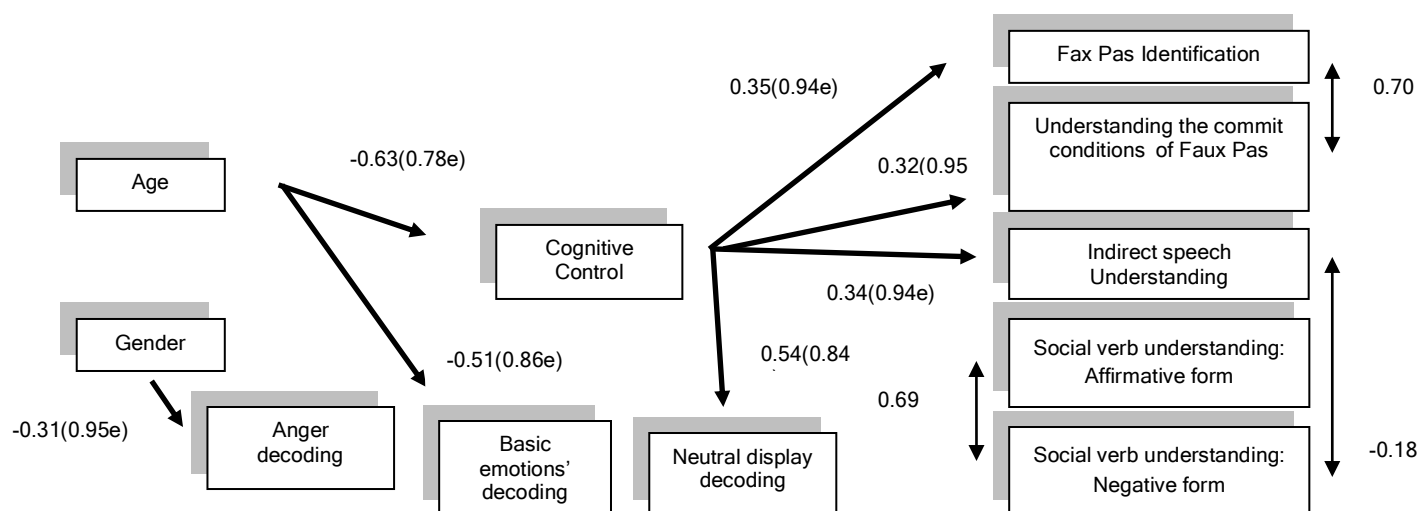 Fax Pas Identification
0.70
0.35(0.94e)
Understanding the commit
conditions of Faux Pas
-0.63(0.78e)
0.32(0.95
Age
Cognitive
Control
Indirect speech
Understanding
0.34(0.94e)
Gender
-0.51(0.86e)
0.54(0.84
Social verb understanding:
Affirmative form
0.69
-0.31(0.95e)
Anger
decoding
Basic
emotions’
decoding
Neutral display
decoding
Social verb understanding:
Negative form
-0.18